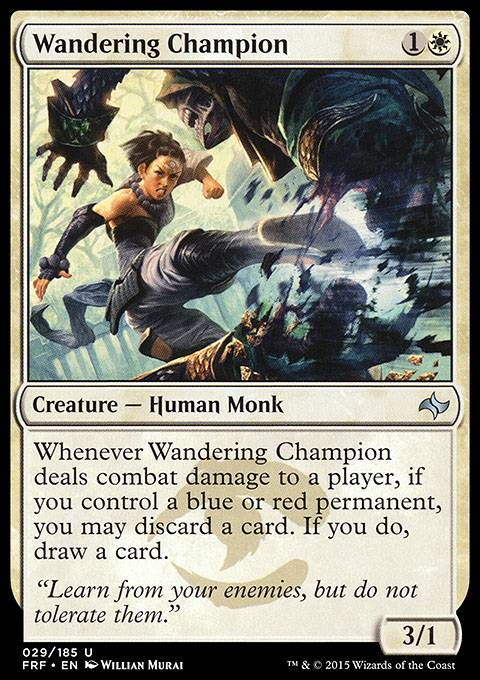 Wandering Champion 1
Creature — Human Monk
Whenever Wandering Champion
deals combat damage to a player, if
you control a blue or red permanent,
you may discard a card. If you do,
draw a card.
“Learn from your enemies, but do not
tolerate them.”
3/1
029/185 U
FRF • EN Willian Murai
™ & © 2015 Wizards of the Coast